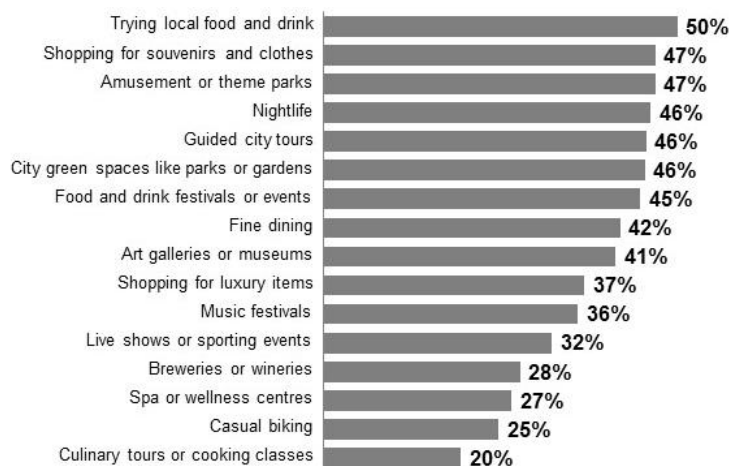 Trying local food and drink 50%
Shopping for souvenirs and clothes 47%
Amusement or theme parks 47%
Nightlife 46%
Guided city tours 46%
City green spaces like parks or gardens 46%
Food and drink festivals or events 45%
Fine dining 42%
Art galleries or museums 41%
Shopping for luxury items 37%
Music festivals 36%
Live shows or sporting events 32%
Breweries or wineries 28%
Spa or wellness centres 27%
Casual biking 25%
Culinary tours or cooking classes 20%